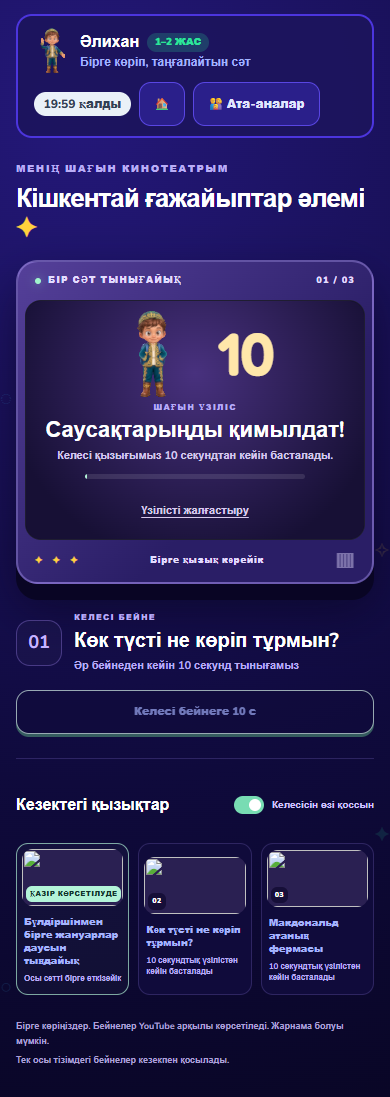 Әлихан 1–2 ЖАС
Бірге көріп, таңғалайтын сәт
19:59 қалды
Ата-аналар
МЕНІҢ ШАҒЫН КИНОТЕАТРЫМ
Кішкентай ғажайыптар әлемі
БІР СӘТ ТЫНЫҒАЙЫҚ 01 / 03
10
ШАҒЫН ҮЗІЛІС
Саусақтарыңды қимылдат!
Келесі қызығымыз 10 секундтан кейін басталады.
Үзілісті жалғастыру
Бірге қызық көрейік
КЕЛЕСІ БЕЙНЕ
01 Көк түсті не көріп тұрмын?
Әр бейнеден кейін 10 секунд тынығамыз
Келесі бейнеге 10 с
Кезектегі қызықтар
Келесісін өзі қоссын
ҚАЗІР КӨРСЕТІЛУДЕ
Бүлдіршінмен
бірге жануарлар
даусын
тыңдайық
Осы сәтті бірге өткізейік
02
Көк түсті не көріп
тұрмын?
10 секундтық үзілістен
кейін басталады
03
Макдональд
атаның
фермасы
10 секундтық үзілістен
кейін басталады
Бірге көріңіздер. Бейнелер YouTube арқылы көрсетіледі. Жарнама болуы
мүмкін.
Тек осы тізімдегі бейнелер кезекпен қосылады.